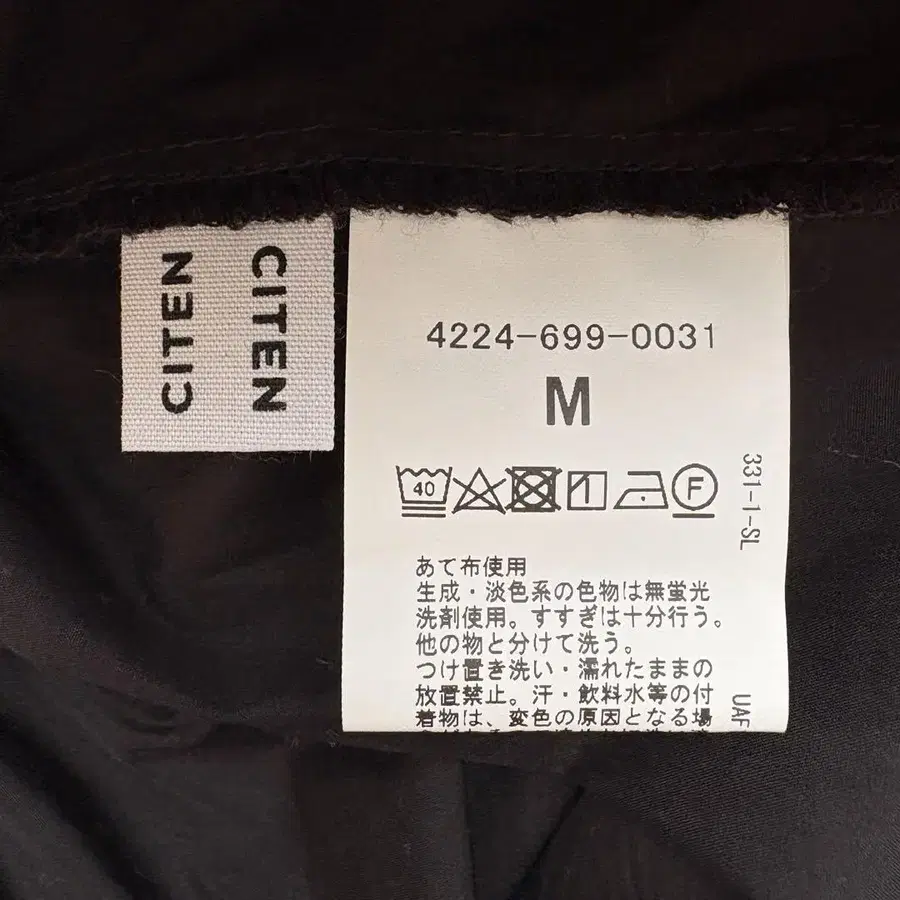 CITEN
CITEN
4224-699-0031
M
40
F
331-1-SL
あて布使用
生成・淡色系の色物は無蛍光
洗剤使用。すすぎは十分行う。
他の物と分けて洗う。
つけ置き洗い・濡れたままの
放置禁止。汗・飲料水等の付
着物は、変色の原因となる場
UAF